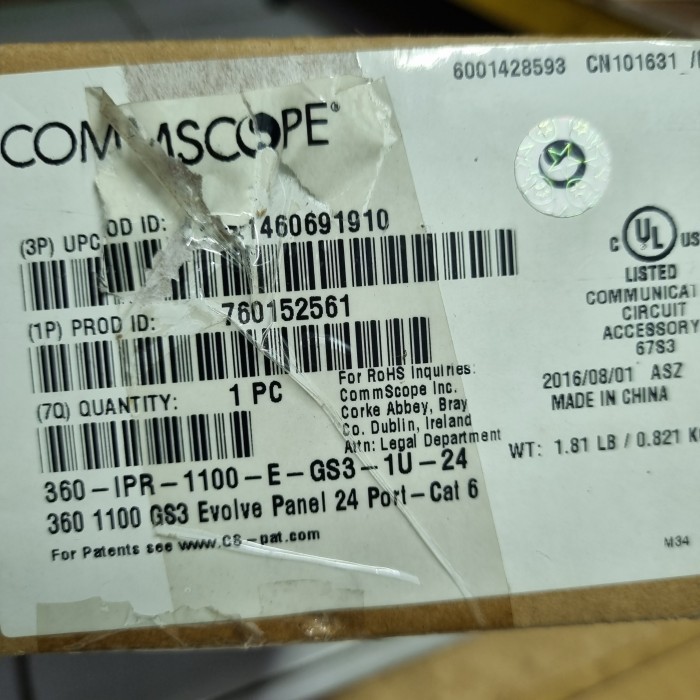 6001428593 CN101631
COMMSCOPE®
(3P) UPC OD ID: 1460691910
(1P) PROD ID: 760152561
(7Q) QUANTITY: 1 PC
For RoHS Inquiries:
CommScope Inc.
Corke Abbey, Bray
Co. Dublin, Ireland
Attn: Legal Department
360-IPR-1100-E-GS3-1U-24
360 1100 GS3 Evolve Panel 24 Port-Cat 6
For Patents see www.cs-pat.com
C UL US
LISTED
COMMUNICAT
CIRCUIT
ACCESSORY
67S3
2016/08/01 ASZ
MADE IN CHINA
WT: 1.81 LB / 0.821 K
M34